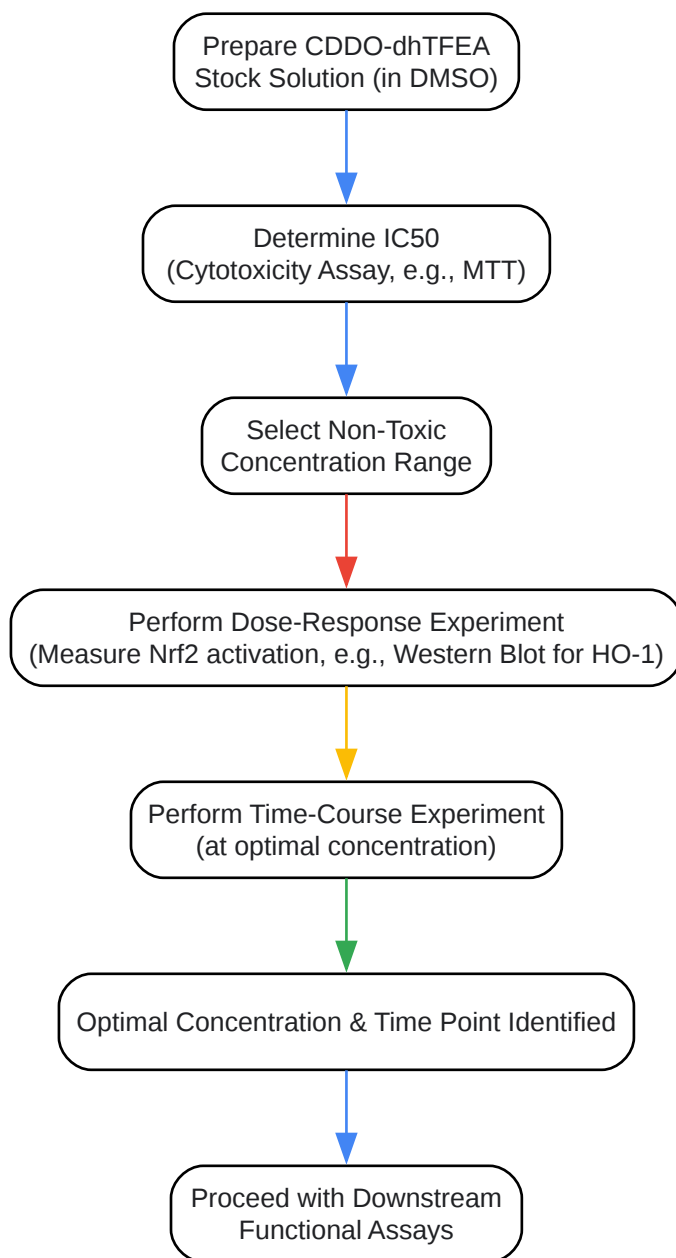 Prepare CDDO-dhTFEA
Stock Solution (in DMSO)
Determine IC50
(Cytotoxicity Assay, e.g., MTT)
Select Non-Toxic
Concentration Range
Perform Dose-Response Experiment
(Measure Nrf2 activation, e.g., Western Blot for HO-1)
Perform Time-Course Experiment
(at optimal concentration)
Optimal Concentration & Time Point Identified
Proceed with Downstream
Functional Assays